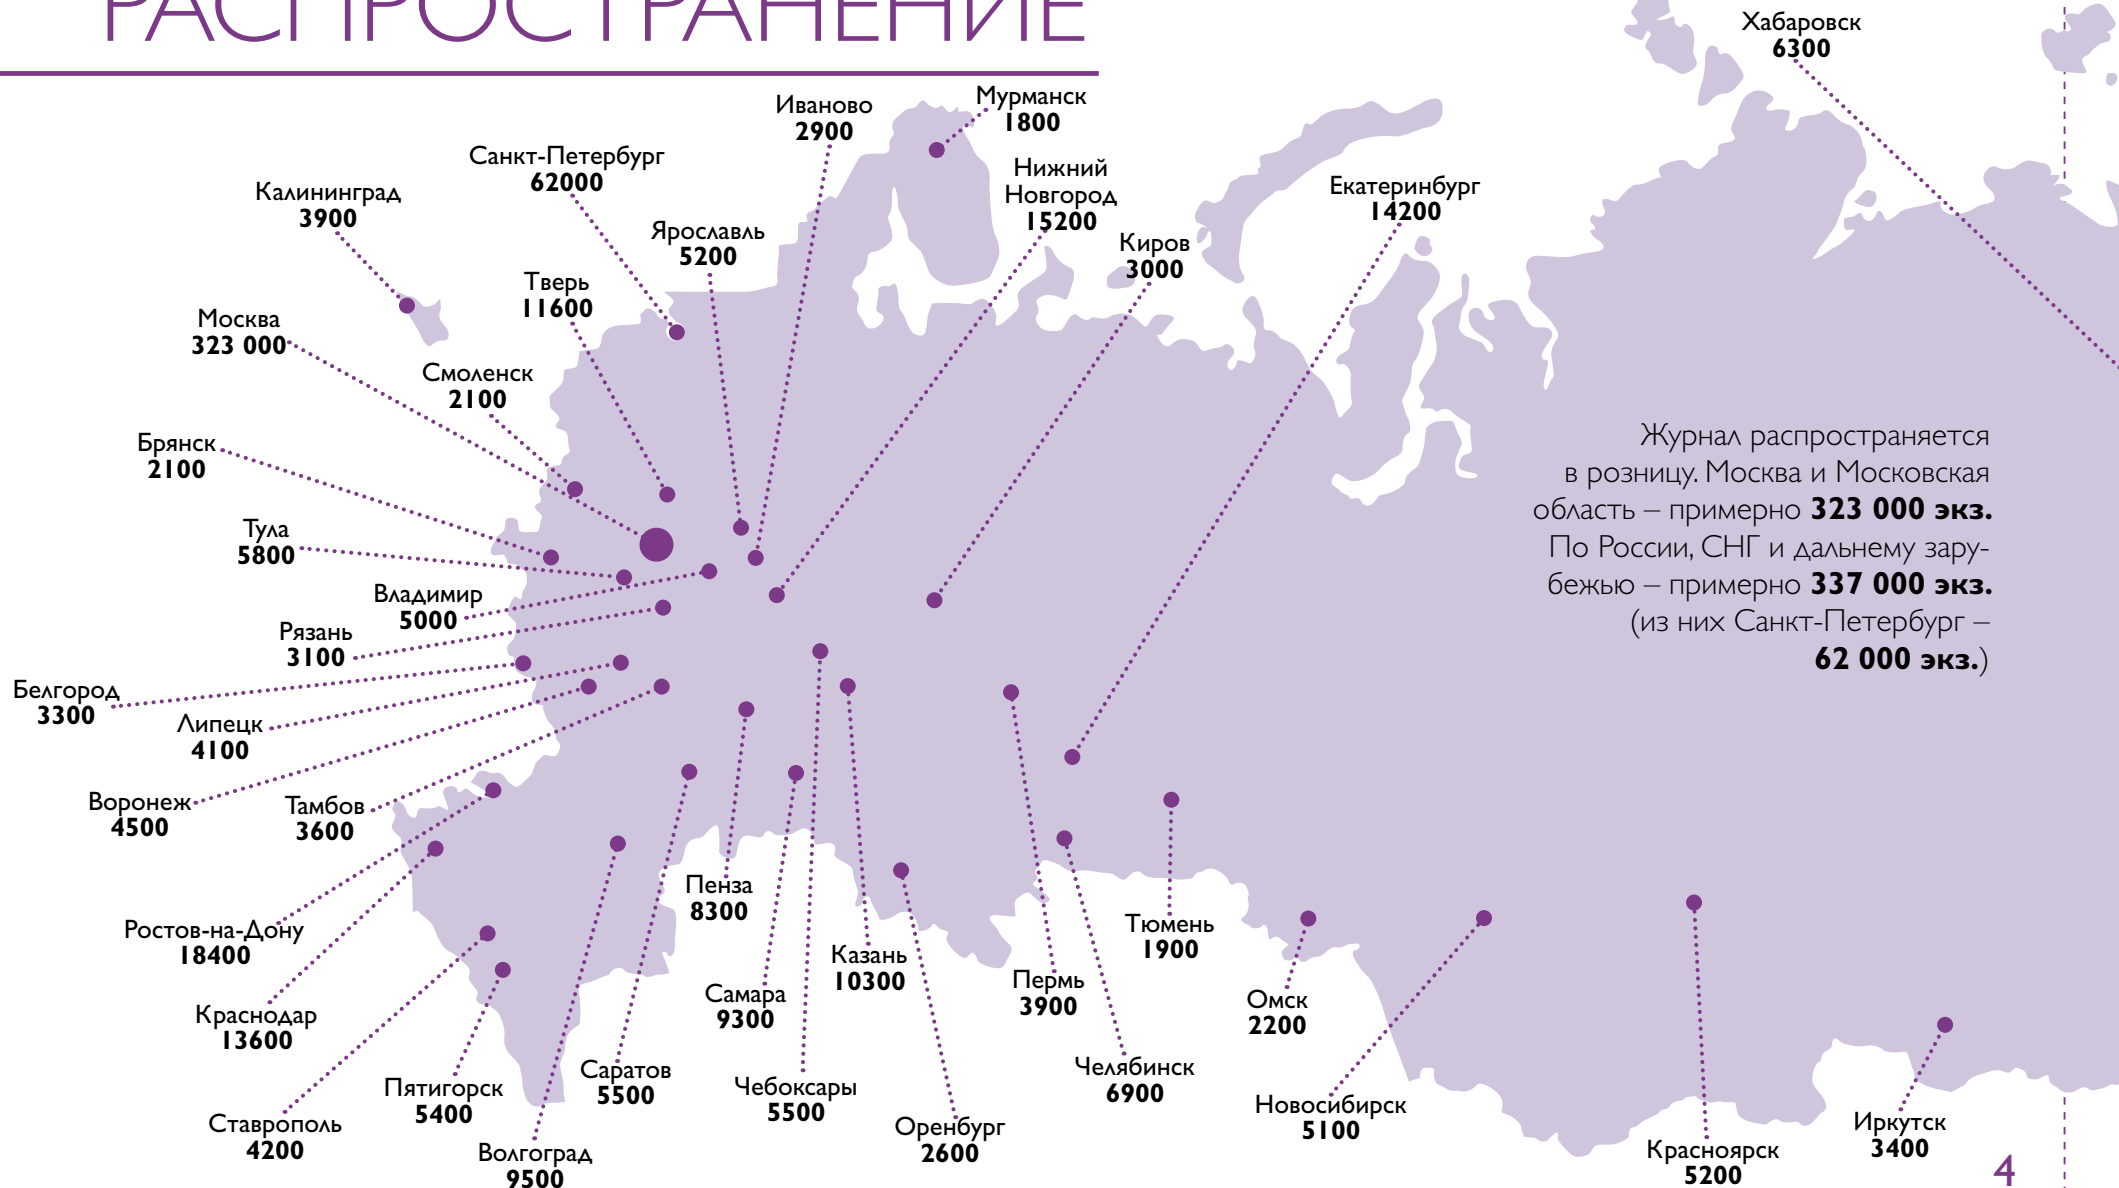 РАСПРОСТРАНЕНИЕ
Хабаровск
6300
Иваново
2900
Мурманск
1800
Санкт-Петербург
62000
Нижний
Новгород
15200
Калининград
3900
Екатеринбург
14200
Ярославль
5200
Киров
3000
Тверь
11600
Москва
323 000
Смоленск
2100
Брянск
2100
Тула
5800
Владимир
5000
Рязань
3100
Белгород
3300
Липецк
4100
Воронеж
4500
Тамбов
3600
Журнал распространяется
в розницу. Москва и Московская
область – примерно 323 000 экз.
По России, СНГ и дальнему зару-
бежью – примерно 337 000 экз.
(из них Санкт-Петербург –
62 000 экз.)
Пенза
8300
Ростов-на-Дону
18400
Казань
10300
Тюмень
1900
Самара
9300
Пермь
3900
Омск
2200
Краснодар
13600
Пятигорск
5400
Саратов
5500
Чебоксары
5500
Челябинск
6900
Новосибирск
5100
Ставрополь
4200
Волгоград
9500
Оренбург
2600
Красноярск
5200
Иркутск
3400
4